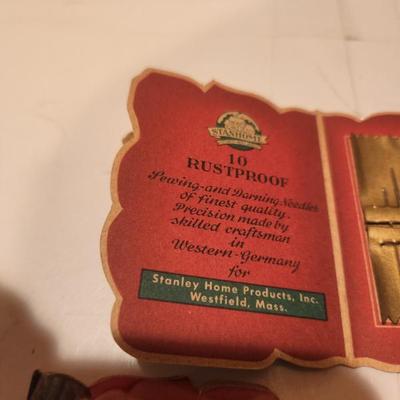 STANHOME
10
RUSTPROOF
Sewing-and Darning Needles
of finest quality.
Precision made by
skilled craftsman
in
Western-Germany
for
Stanley Home Products, Inc.
Westfield, Mass.